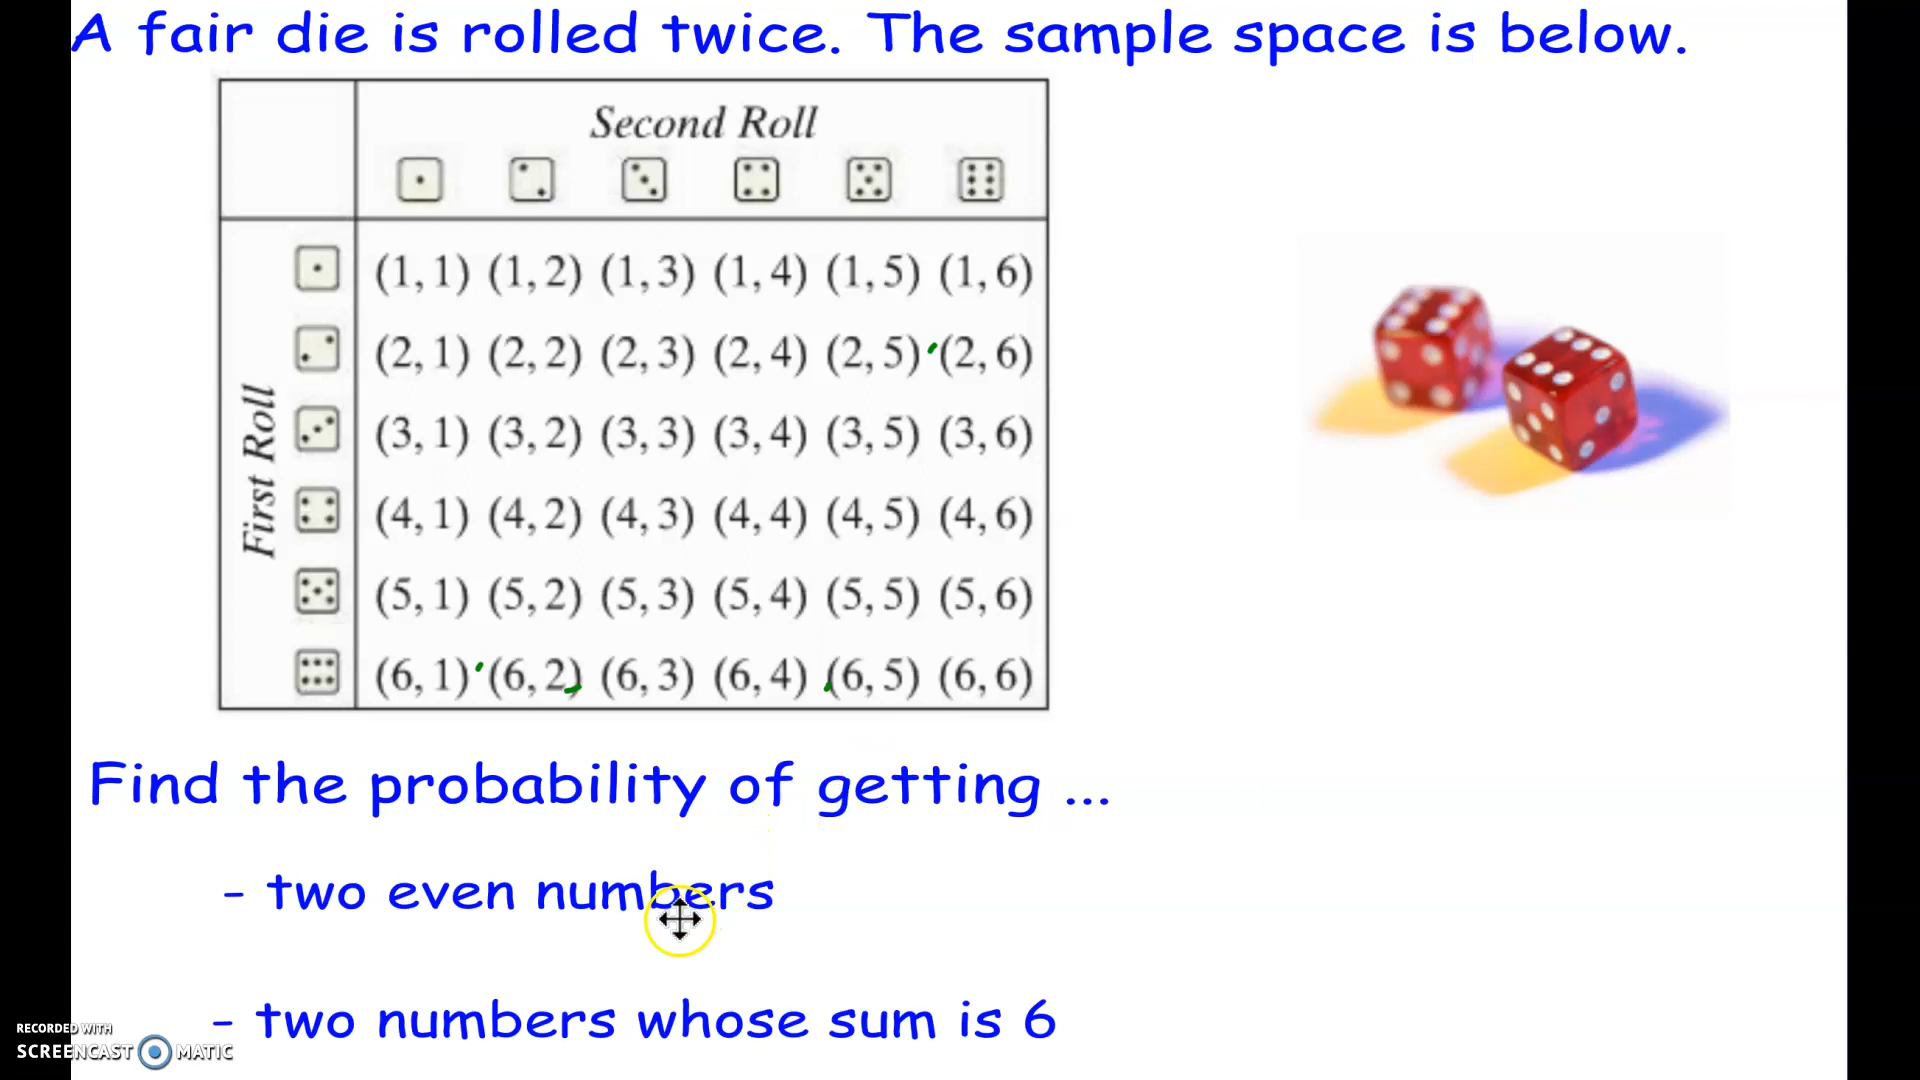 A fair die is rolled twice. The sample space is below.
Second Roll
First Roll
(1, 1) (1, 2) (1, 3) (1, 4) (1, 5) (1, 6)
(2, 1) (2, 2) (2, 3) (2, 4) (2, 5) (2, 6)
(3, 1) (3, 2) (3, 3) (3, 4) (3, 5) (3, 6)
(4, 1) (4, 2) (4, 3) (4, 4) (4, 5) (4, 6)
(5, 1) (5, 2) (5, 3) (5, 4) (5, 5) (5, 6)
(6, 1) (6, 2) (6, 3) (6, 4) (6, 5) (6, 6)
Find the probability of getting ...
- two even numbers
- two numbers whose sum is 6
RECORDED WITH
SCREENCAST MATIC